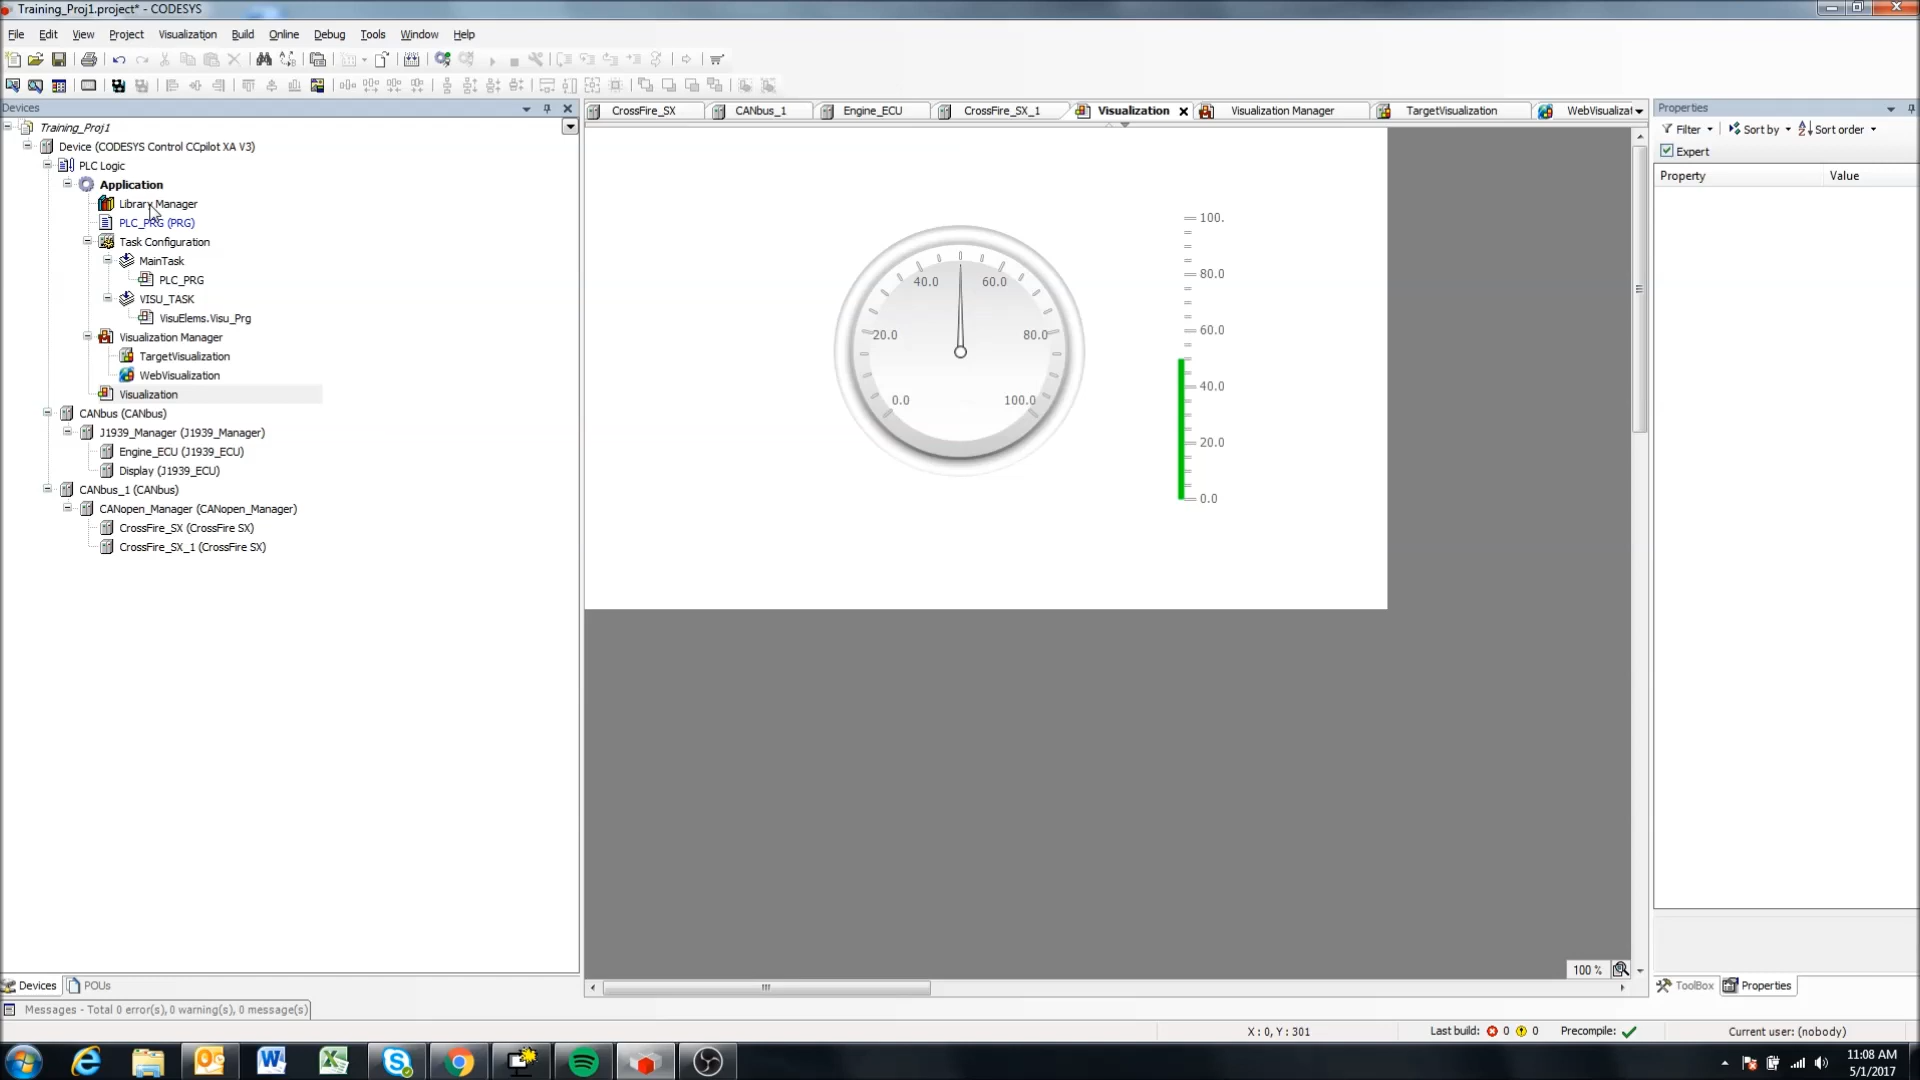 Training_Proj1.project* - CODESYS
File Edit View Project Visualization Build Online Debug Tools Window Help
Devices
Training_Proj1
Device (CODESYS Control CCpilot XA V3)
PLC Logic
Application
Library Manager
PLC_PRG (PRG)
Task Configuration
MainTask
PLC_PRG
VISU_TASK
VisuElems.Visu_Prg
Visualization Manager
TargetVisualization
WebVisualization
Visualization
CANbus (CANbus)
J1939_Manager (J1939_Manager)
Engine_ECU (J1939_ECU)
Display (J1939_ECU)
CANbus_1 (CANbus)
CANopen_Manager (CANopen_Manager)
CrossFire_SX (CrossFire SX)
CrossFire_SX_1 (CrossFire SX)
Devices POUs
CrossFire_SX CANbus_1 Engine_ECU CrossFire_SX_1 Visualization Visualization Manager TargetVisualization WebVisualizat
40.0 60.0
20.0 80.0
0.0 100.0
100.
80.0
60.0
40.0
20.0
0.0
100 %
Properties
Filter Sort by Sort order
Expert
Property Value
ToolBox Properties
Messages - Total 0 error(s), 0 warning(s), 0 message(s)
X : 0, Y : 301 Last build: 0 0 Precompile: Current user: (nobody)
11:08 AM
5/1/2017